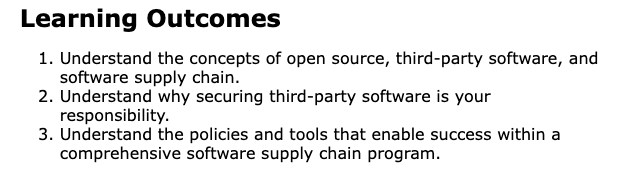 Learning Outcomes
1. Understand the concepts of open source, third-party software, and
software supply chain.
2. Understand why securing third-party software is your
responsibility.
3. Understand the policies and tools that enable success within a
comprehensive software supply chain program.